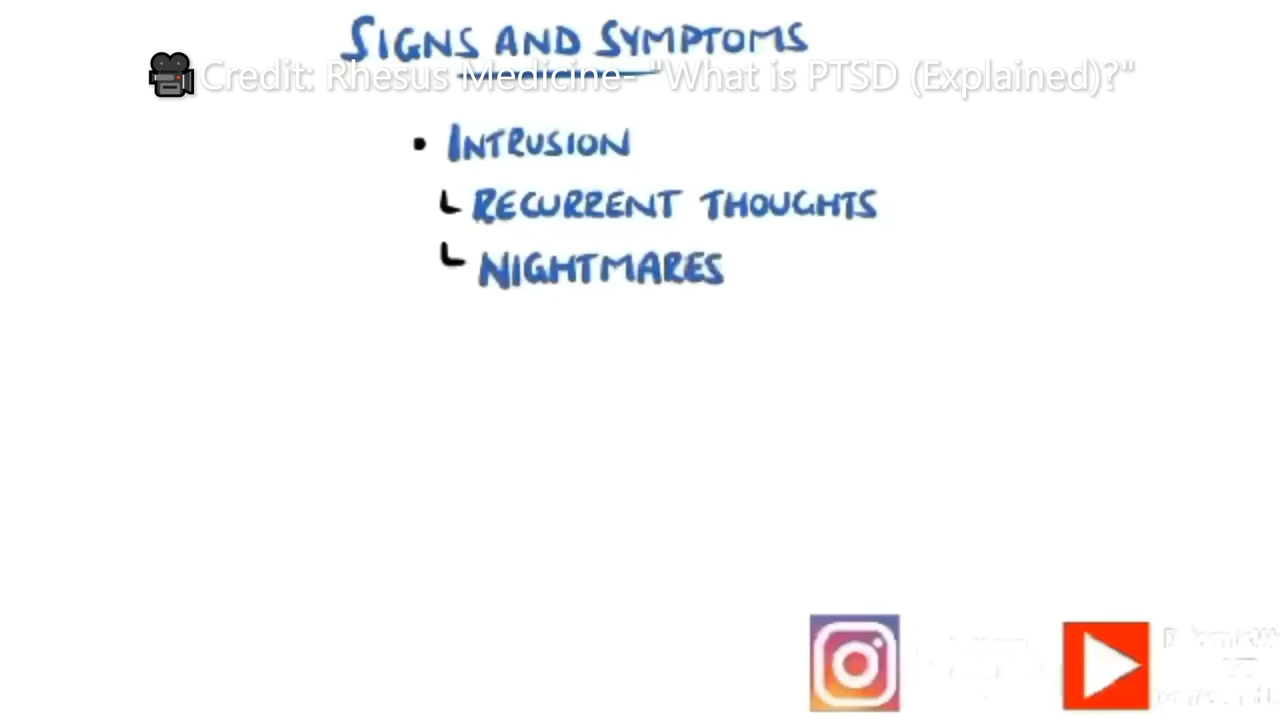 SIGNS AND SYMPTOMS
Credit: Rhesus Medicine- "What is PTSD (Explained)?"
• INTRUSION
RECURRENT THOUGHTS
NIGHTMARES